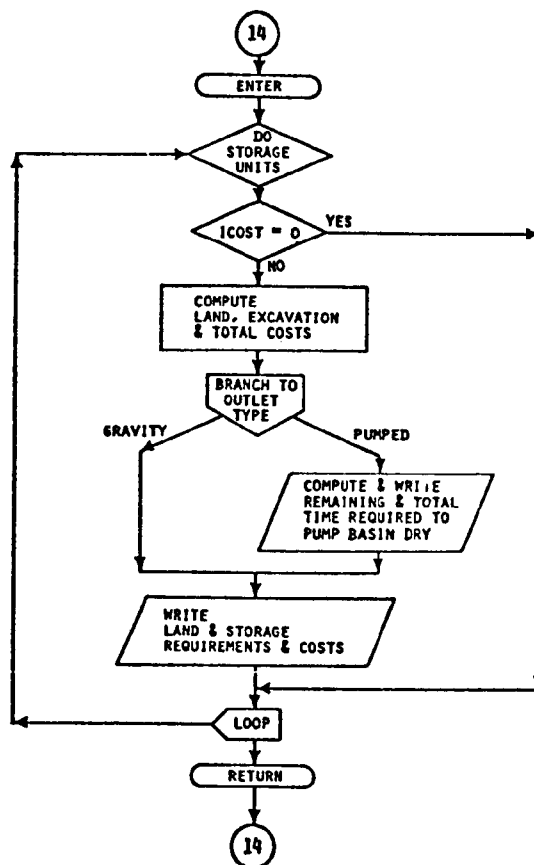 14
ENTER
DO
STORAGE
UNITS
ICOST = 0
YES
NO
COMPUTE
LAND, EXCAVATION
& TOTAL COSTS
BRANCH TO
OUTLET
TYPE
GRAVITY
PUMPED
COMPUTE & WRITE
REMAINING & TOTAL
TIME REQUIRED TO
PUMP BASIN DRY
WRITE
LAND & STORAGE
REQUIREMENTS & COSTS
LOOP
RETURN
14